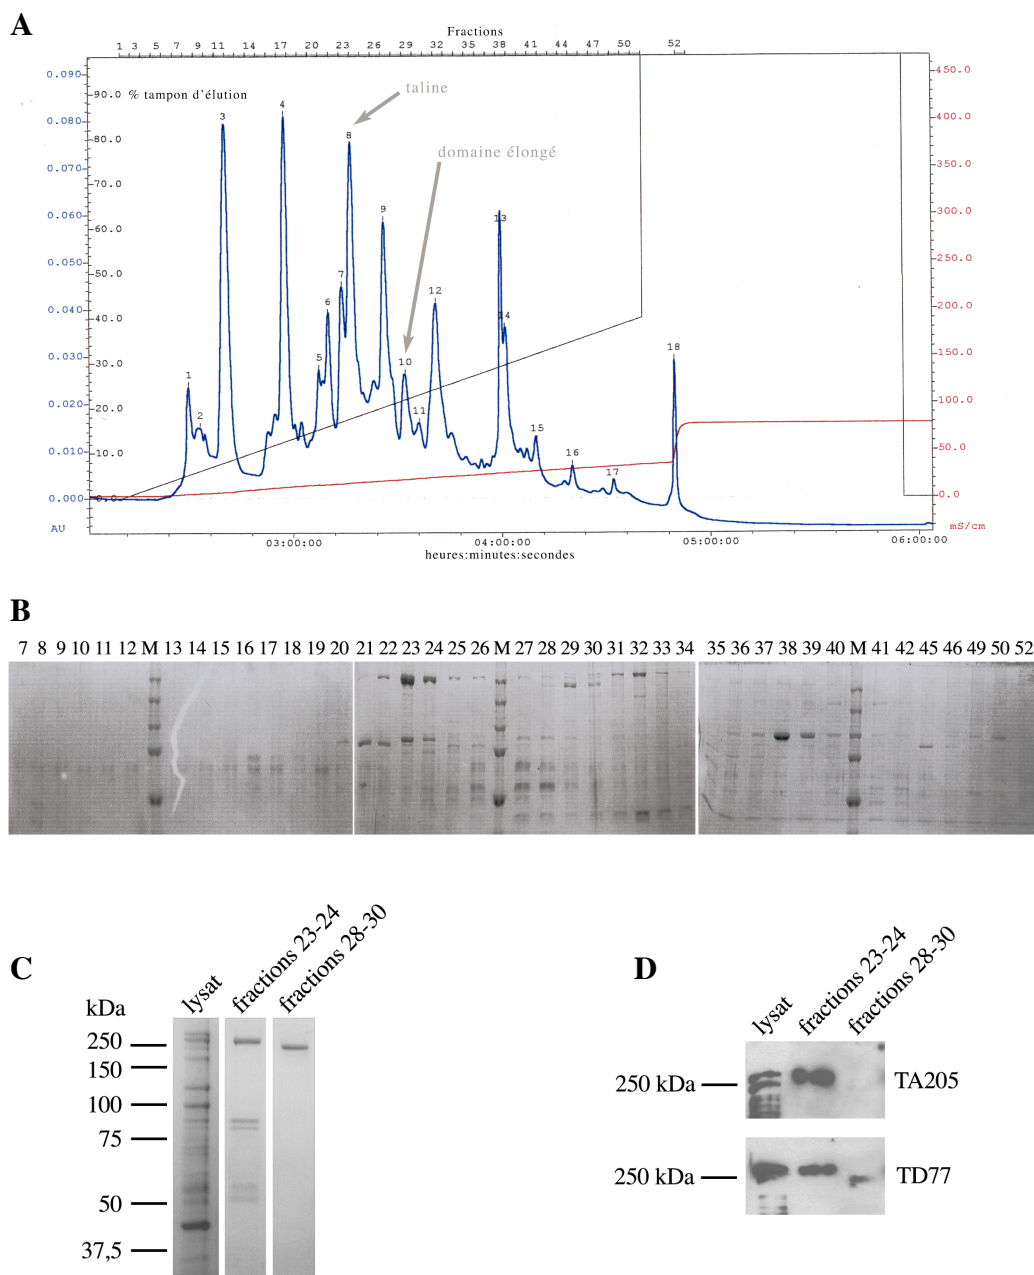 A
Fractions
1 3 5 7 9 11 14 17 20 23 26 29 32 35 38 41 44 47 50 52
0.090 90.0 % tampon d'élution 450.0
taline
0.080 80.0 400.0
domaine élongé
0.070 70.0 350.0
0.060 60.0 300.0
0.050 50.0 250.0
0.040 40.0 200.0
0.030 30.0 150.0
0.020 20.0 100.0
0.010 10.0 50.0
0.000 0.0 0.0
1 2 3 4 5 6 7 8 9 10 11 12 13 14 15 16 17 18
AU mS/cm
03:00:00 04:00:00 05:00:00 06:00:00
heures:minutes:secondes
B
7 8 9 10 11 12 M 13 14 15 16 17 18 19 20 21 22 23 24 25 26 M 27 28 29 30 31 32 33 34 35 36 37 38 39 40 M 41 42 45 46 49 50 52
C
kDa
lysat
fractions 23-24
fractions 28-30
250
150
100
75
50
37,5
D
lysat
fractions 23-24
fractions 28-30
250 kDa TA205
250 kDa TD77